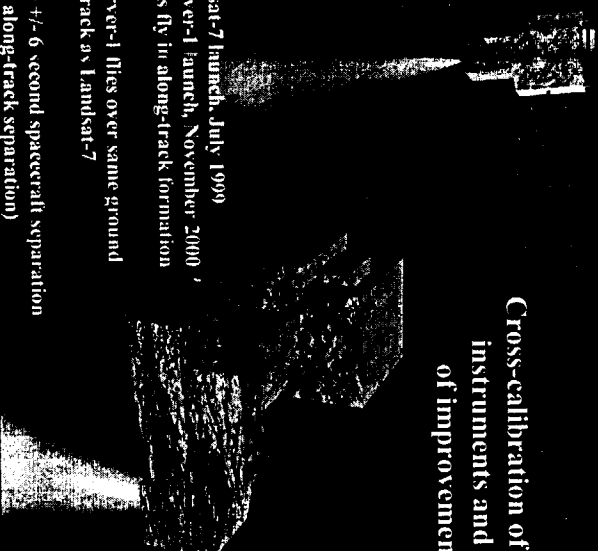 Cross-calibration of
instruments and
of improvemen
sat-7 launch, July 1999
ver-1 launch, November 2000
s fly in along-track formation
ver-1 flies over same ground
rack as Landsat-7
+/- 6 second spacecraft separation
along-track separation)